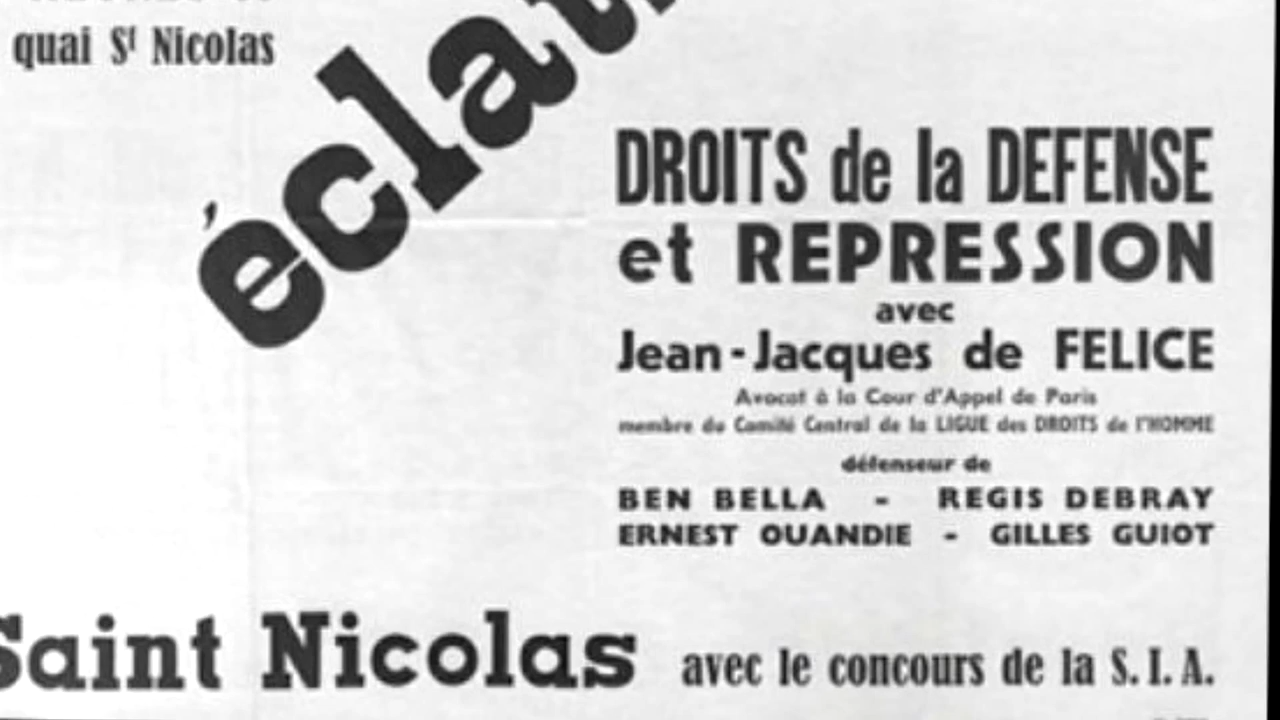 quai St Nicolas
éclat
DROITS de la DEFENSE
et REPRESSION
avec
Jean-Jacques de FELICE
Avocat à la Cour d'Appel de Paris
membre du Comité Central de la LIGUE des DROITS de l'HOMME
défenseur de
BEN BELLA - REGIS DEBRAY
ERNEST OUANDIE - GILLES GUIOT
Saint Nicolas avec le concours de la S.I.A.